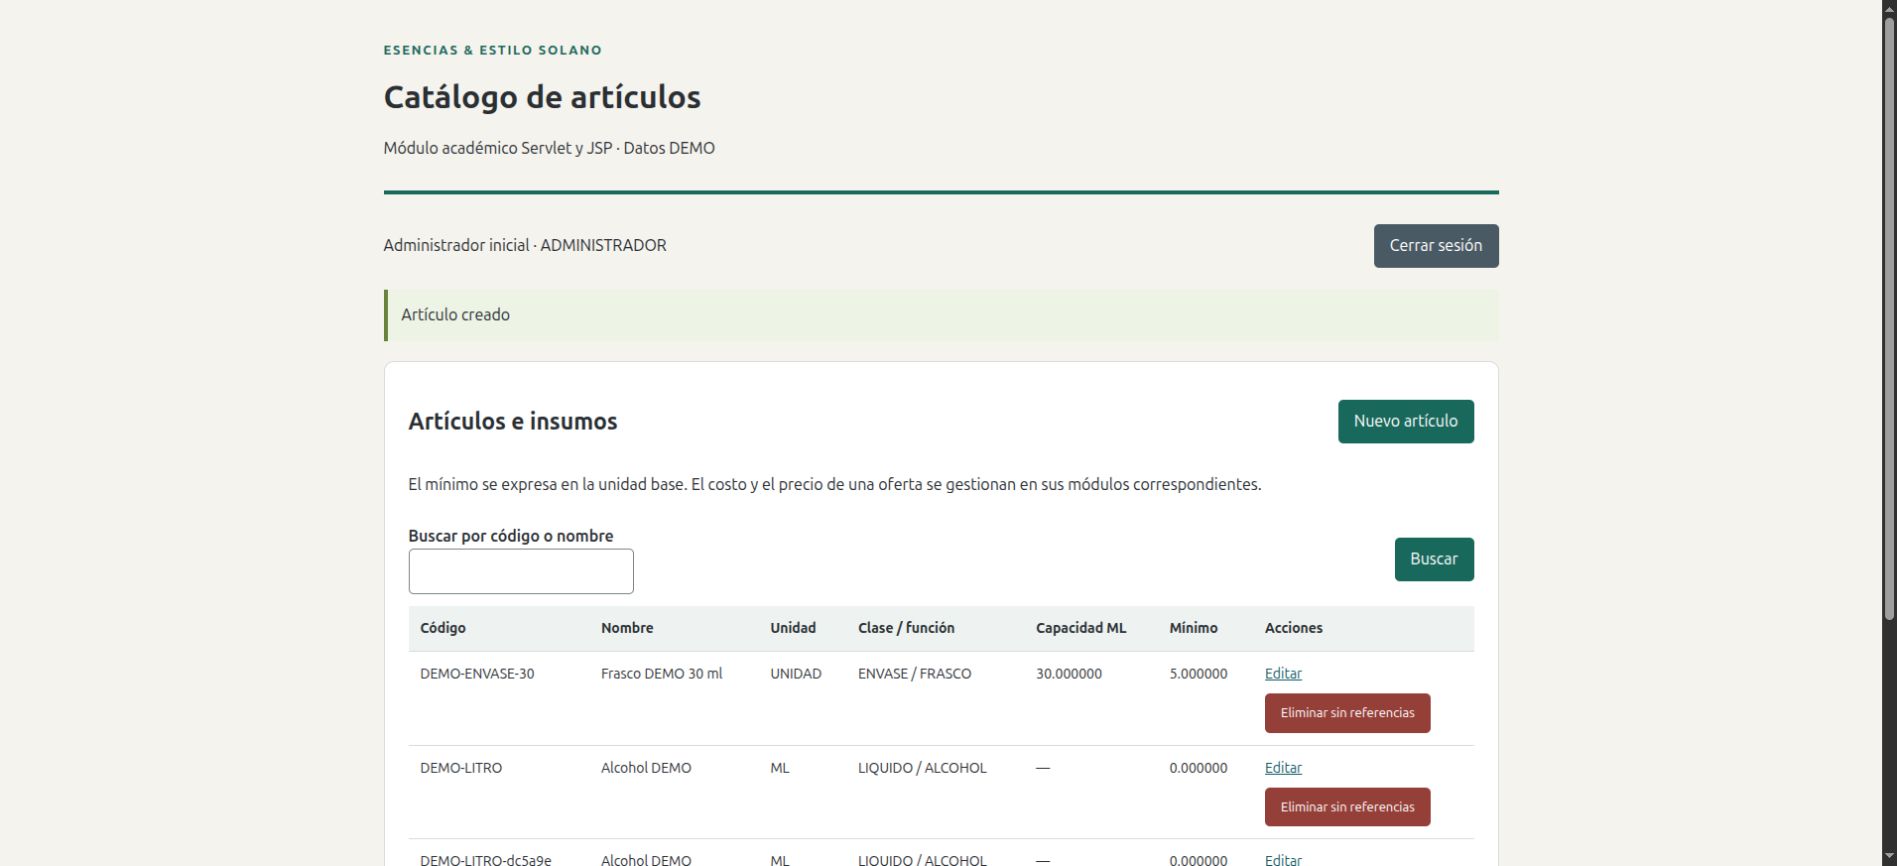 ESENCIAS & ESTILO SOLANO
Catálogo de artículos
Módulo académico Servlet y JSP · Datos DEMO
Administrador inicial · ADMINISTRADOR
Cerrar sesión
Artículo creado
Artículos e insumos
Nuevo artículo
El mínimo se expresa en la unidad base. El costo y el precio de una oferta se gestionan en sus módulos correspondientes.
Buscar por código o nombre
Buscar
Código Nombre Unidad Clase / función Capacidad ML Mínimo Acciones
DEMO-ENVASE-30 Frasco DEMO 30 ml UNIDAD ENVASE / FRASCO 30.000000 5.000000 Editar
Eliminar sin referencias
DEMO-LITRO Alcohol DEMO ML LIQUIDO / ALCOHOL — 0.000000 Editar
Eliminar sin referencias
DEMO-LITRO-dc5a9e Alcohol DEMO ML LIQUIDO / ALCOHOL — 0.000000 Editar